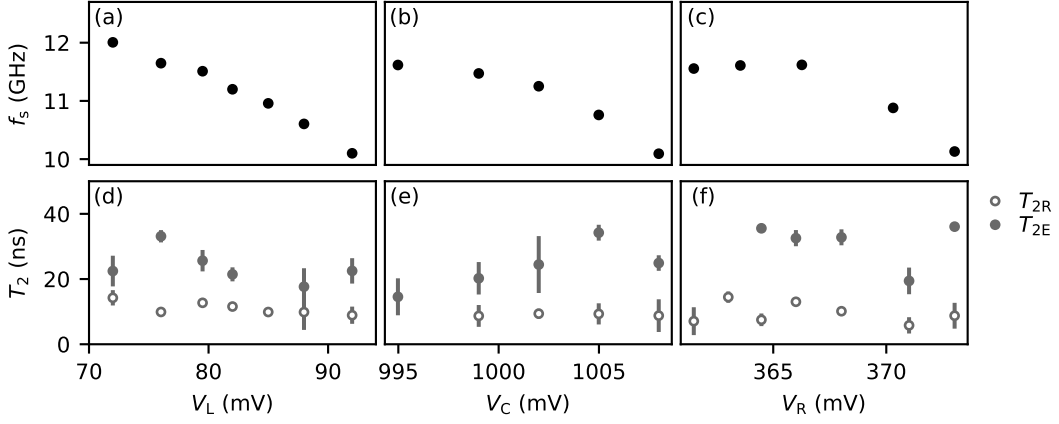 (a) (b) (c)
f_s (GHz)
12
11
10
(d) (e) (f)
T_2 (ns)
40
20
0
T_2R
T_2E
70 80 90 995 1000 1005 365 370
V_L (mV) V_C (mV) V_R (mV)